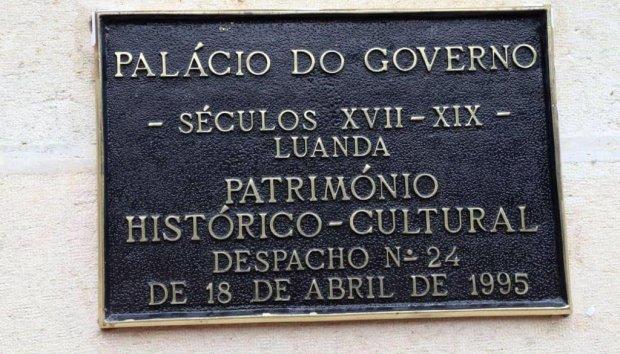 PALÁCIO DO GOVERNO
- SÉCULOS XVII - XIX -
LUANDA
PATRIMÓNIO
HISTÓRICO-CULTURAL
DESPACHO Nº 24
DE 18 DE ABRIL DE 1995